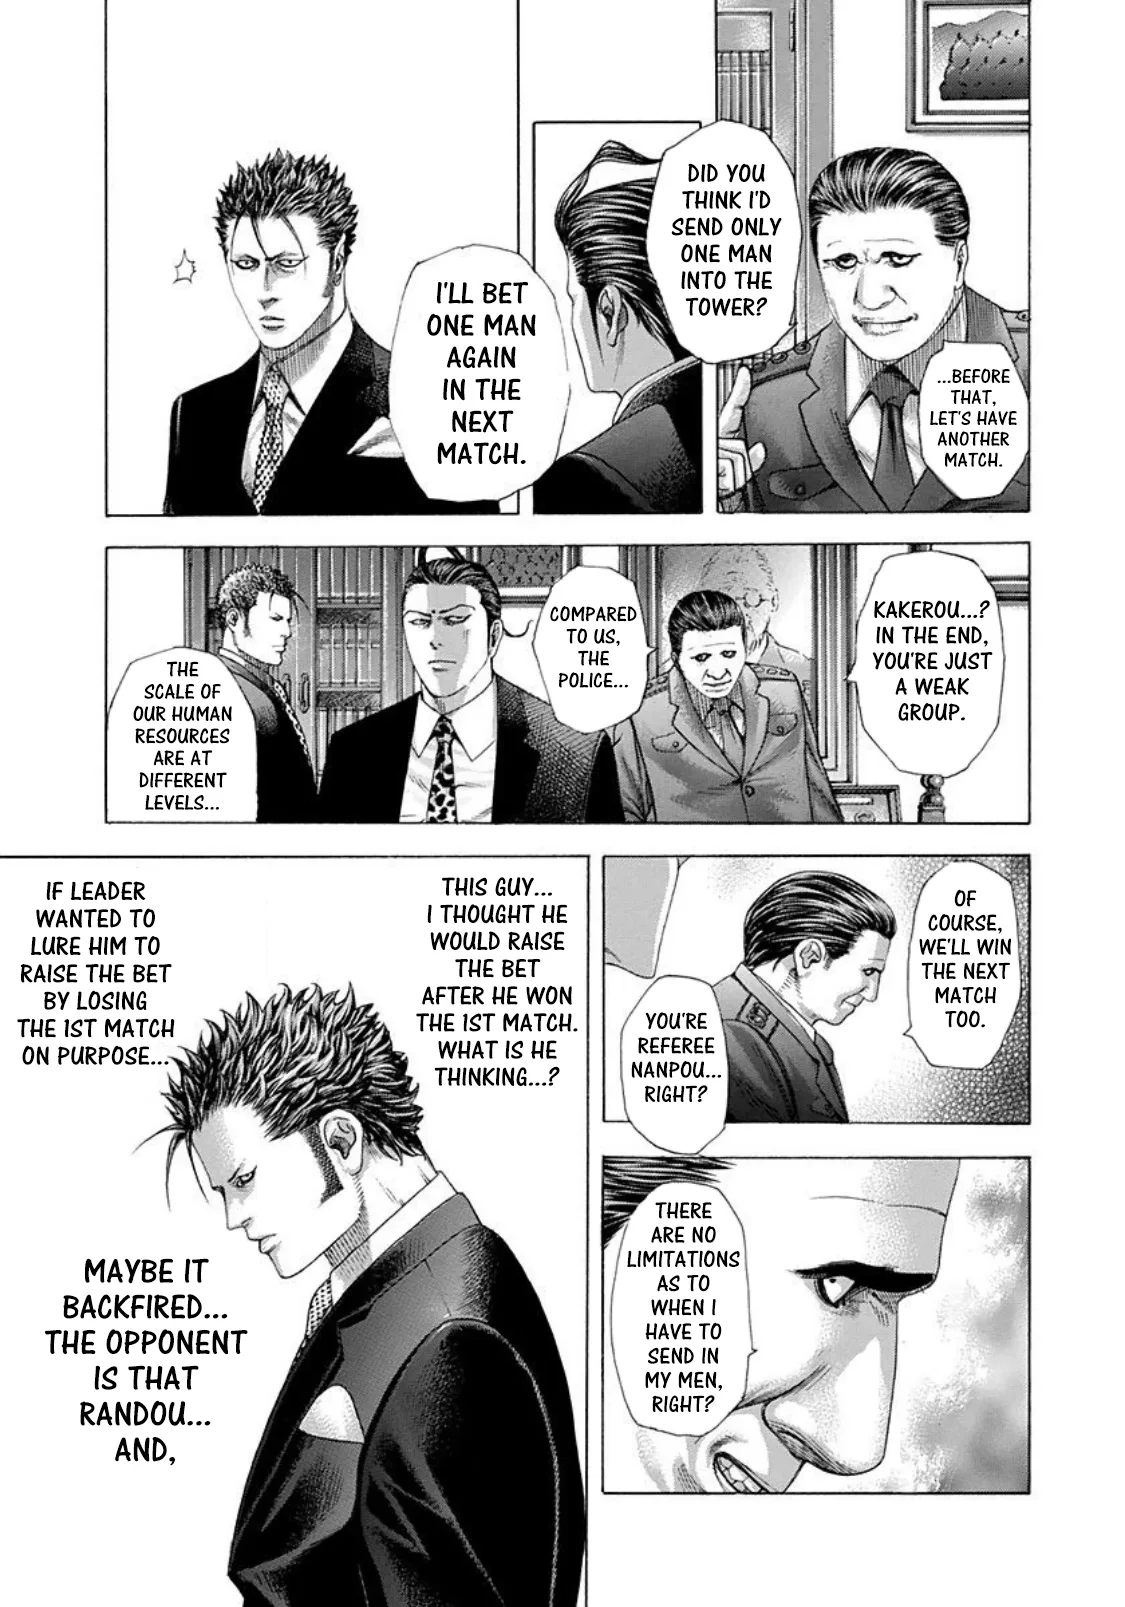 DID YOU
THINK I'D
SEND ONLY
ONE MAN
INTO THE
TOWER?
...BEFORE
THAT,
LET'S HAVE
ANOTHER
MATCH.
I'LL BET
ONE MAN
AGAIN
IN THE
NEXT
MATCH.
KAKEROU...?
IN THE END,
YOU'RE JUST
A WEAK
GROUP.
COMPARED
TO US,
THE
POLICE...
THE
SCALE OF
OUR HUMAN
RESOURCES
ARE AT
DIFFERENT
LEVELS...
OF
COURSE,
WE'LL WIN
THE NEXT
MATCH
TOO.
YOU'RE
REFEREE
NANPOU...
RIGHT?
THERE
ARE NO
LIMITATIONS
AS TO
WHEN I
HAVE TO
SEND IN
MY MEN,
RIGHT?
THIS GUY...
I THOUGHT HE
WOULD RAISE
THE BET
AFTER HE WON
THE 1ST MATCH.
WHAT IS HE
THINKING...?
IF LEADER
WANTED TO
LURE HIM TO
RAISE THE BET
BY LOSING
THE 1ST MATCH
ON PURPOSE...
MAYBE IT
BACKFIRED...
THE OPPONENT
IS THAT
RANDOU...
AND,